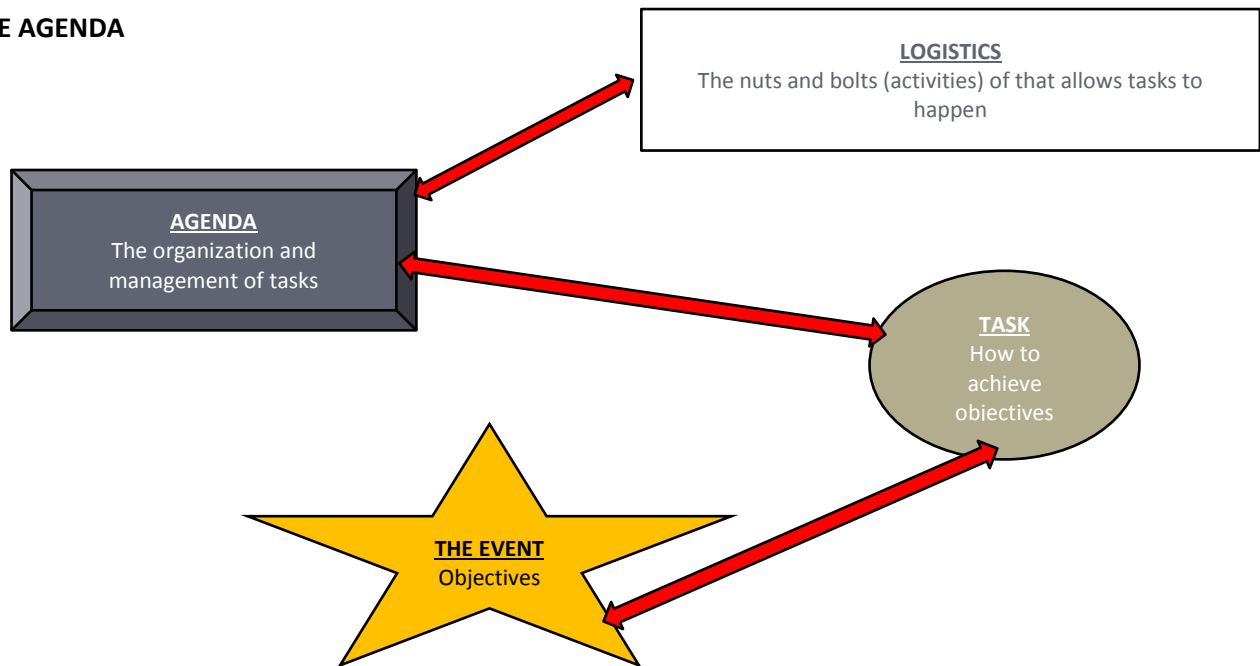 E AGENDA
LOGISTICS
The nuts and bolts (activities) of that allows tasks to
happen
AGENDA
The organization and
management of tasks
TASK
How to
achieve
objectives
THE EVENT
Objectives